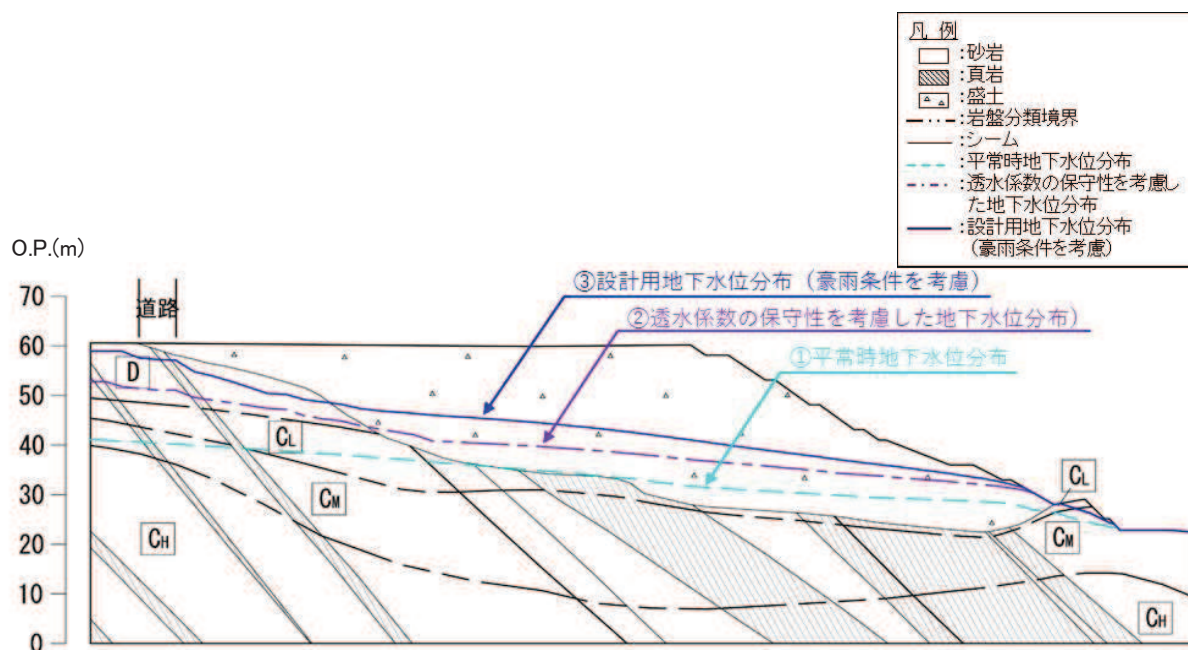 凡 例
:砂岩
:頁岩
:盛土
:岩盤分類境界
:シーム
:平常時地下水位分布
:透水係数の保守性を考慮し
た地下水位分布
:設計用地下水位分布
(豪雨条件を考慮)
O.P.(m)
③設計用地下水位分布（豪雨条件を考慮）
70
道路
②透水係数の保守性を考慮した地下水位分布）
60
①平常時地下水位分布
D
50
40
CL
30
CM
CL
20
CH
CM
10
CH
0